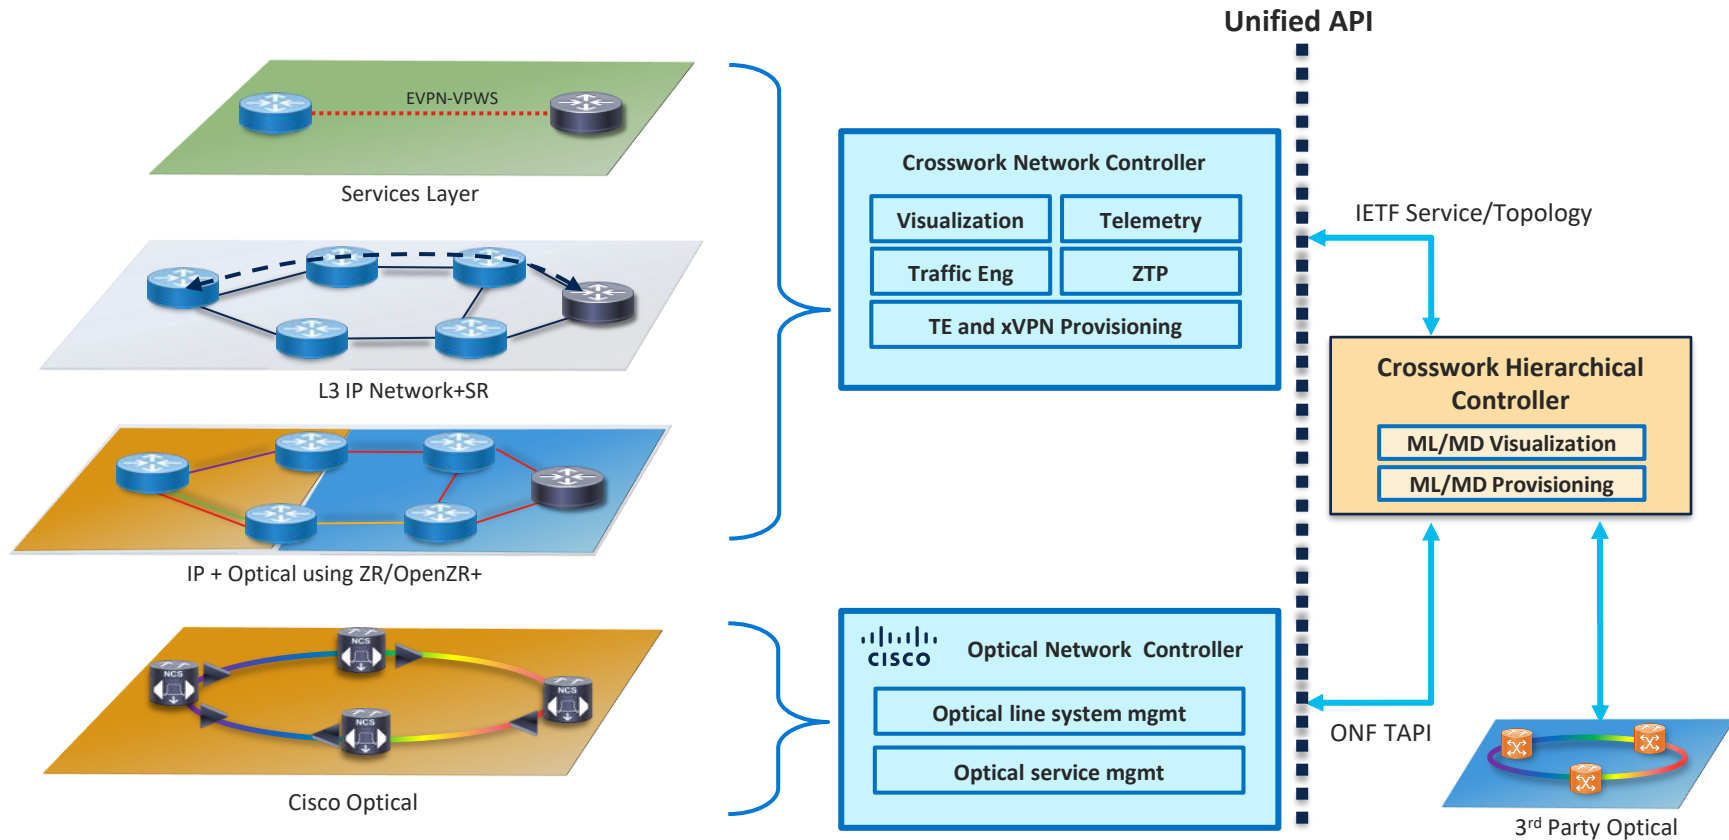 Unified API
EVPN-VPWS
Services Layer
L3 IP Network+SR
IP + Optical using ZR/OpenZR+
NCS
NCS
NCS
NCS
Cisco Optical
Crosswork Network Controller
Visualization
Telemetry
Traffic Eng
ZTP
TE and xVPN Provisioning
CISCO
Optical Network Controller
Optical line system mgmt
Optical service mgmt
IETF Service/Topology
Crosswork Hierarchical
Controller
ML/MD Visualization
ML/MD Provisioning
ONF TAPI
3rd Party Optical